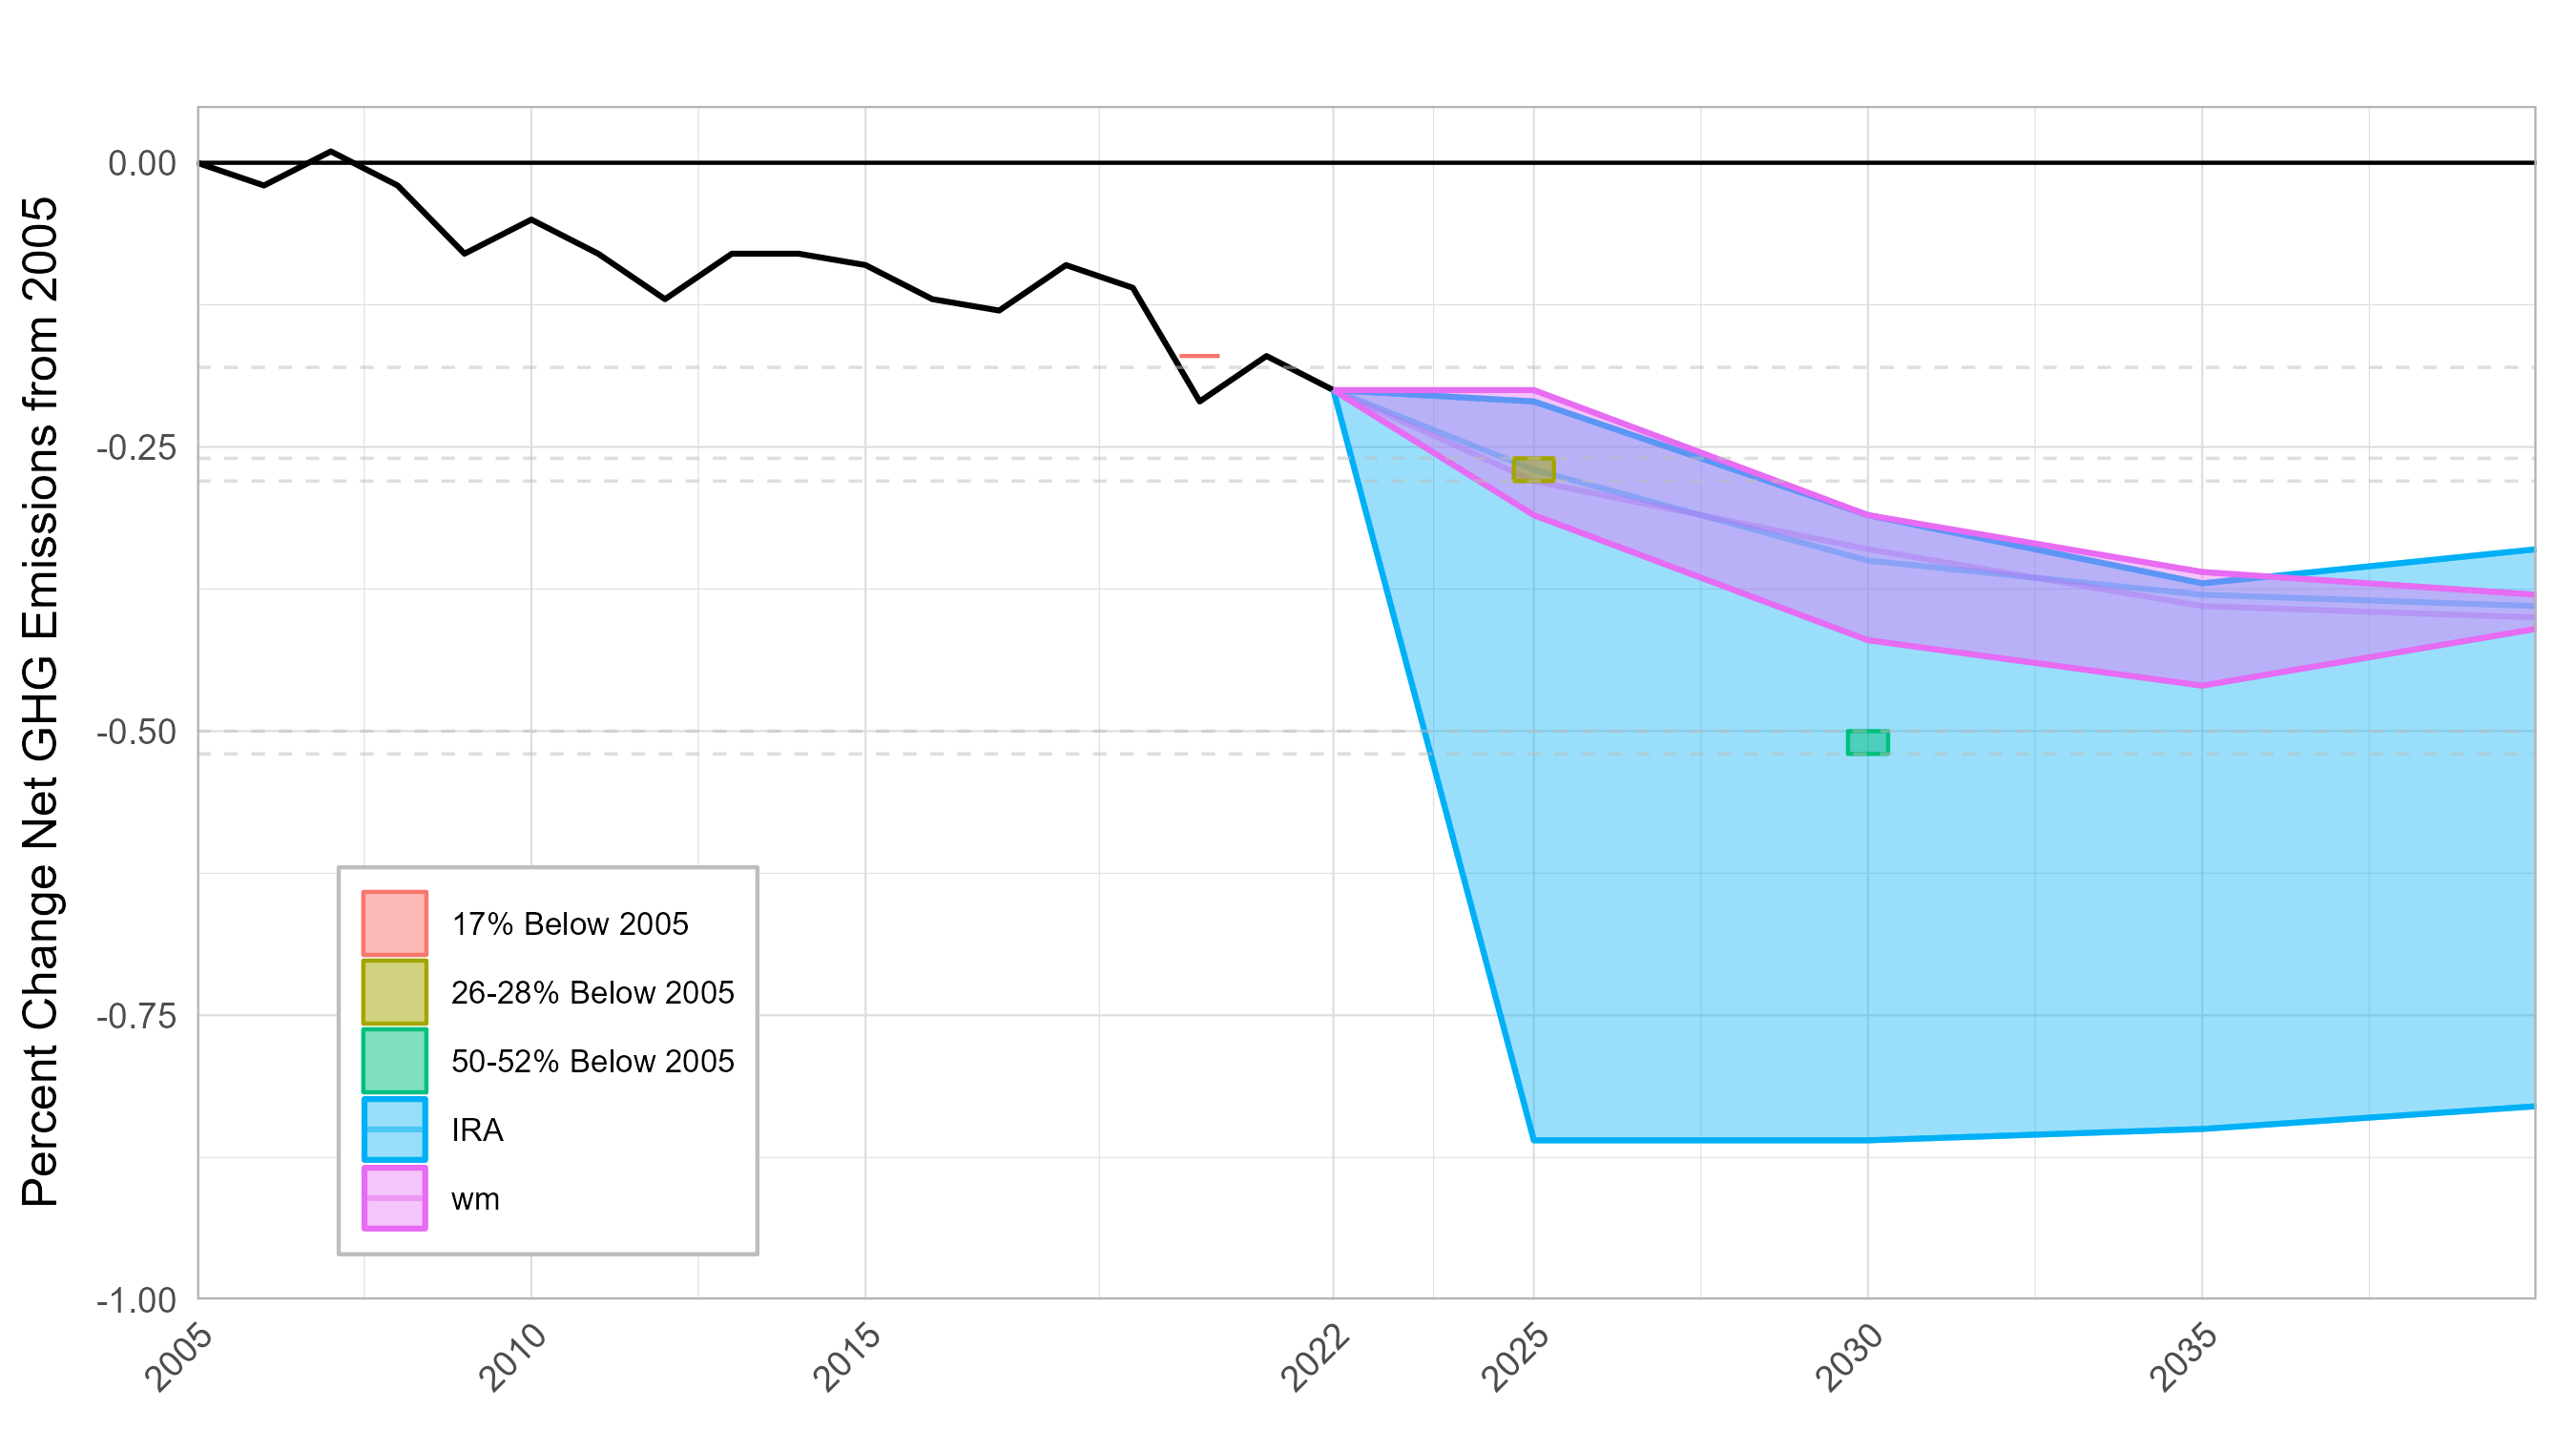 Percent Change Net GHG Emissions from 2005
0.00
-0.25
-0.50
-0.75
-1.00
17% Below 2005
26-28% Below 2005
50-52% Below 2005
IRA
wm
2005
2010
2015
2022
2025
2030
2035